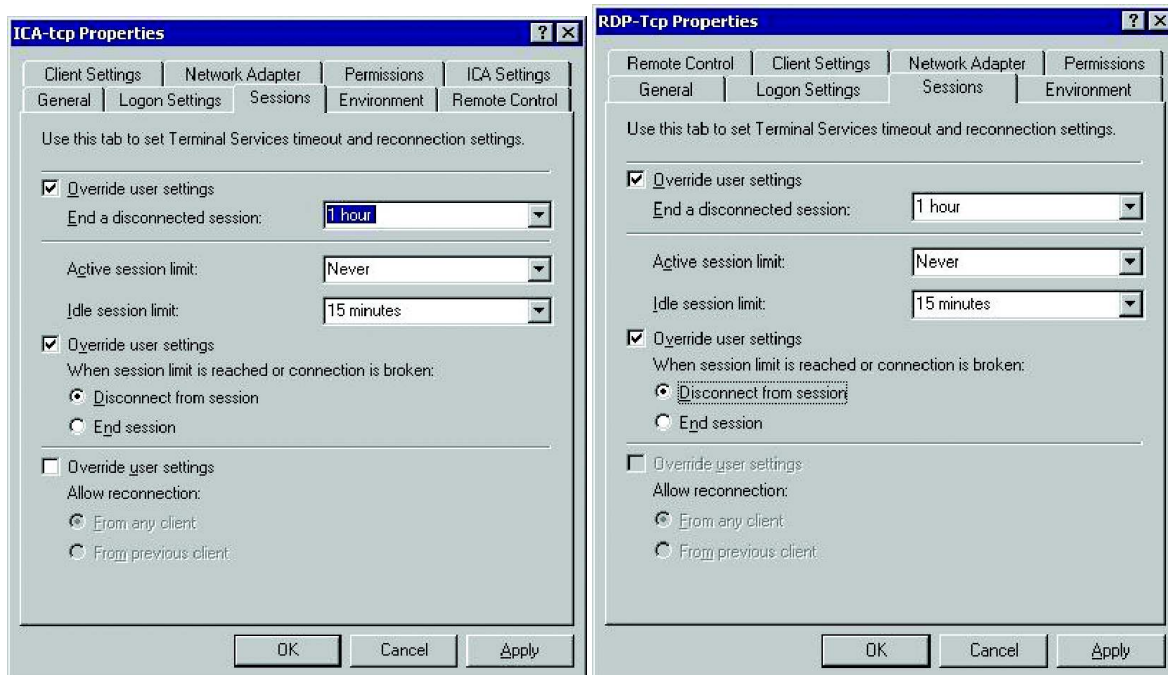 ICA-tcp Properties
Client Settings
Network Adapter
Permissions
ICA Settings
General
Logon Settings
Sessions
Environment
Remote Control
Use this tab to set Terminal Services timeout and reconnection settings.
Override user settings
End a disconnected session:
1 hour
Active session limit:
Never
Idle session limit:
15 minutes
Override user settings
When session limit is reached or connection is broken:
Disconnect from session
End session
Override user settings
Allow reconnection:
From any client
From previous client
OK
Cancel
Apply
RDP-Tcp Properties
Remote Control
Client Settings
Network Adapter
Permissions
General
Logon Settings
Sessions
Environment
Use this tab to set Terminal Services timeout and reconnection settings.
Override user settings
End a disconnected session:
1 hour
Active session limit:
Never
Idle session limit:
15 minutes
Override user settings
When session limit is reached or connection is broken:
Disconnect from session
End session
Override user settings
Allow reconnection:
From any client
From previous client
OK
Cancel
Apply